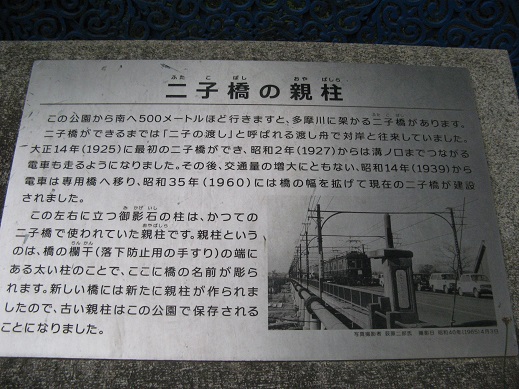 ふたこばし おやばしら
二子橋の親柱
この公園から南へ500メートルほど行きますと、多摩川に架かる二子橋があります。
二子橋ができるまでは「二子の渡し」と呼ばれる渡し舟で対岸と往来していました。
大正14年(1925)に最初の二子橋ができ、昭和2年(1927)からは溝ノ口までつながる
電車も走るようになりました。その後、交通量の増大にともない、昭和14年(1939)から
電車は専用橋へ移り、昭和35年(1960)には橋の幅を拡げて現在の二子橋が建設
されました。
この左右に立つ御影石の柱は、かつての
二子橋で使われていた親柱です。親柱という
のは、橋の欄干(落下防止用の手すり)の端に
ある太い柱のことで、ここに橋の名前が彫ら
れます。新しい橋には新たに親柱が作られま
したので、古い親柱はこの公園で保存される
ことになりました。